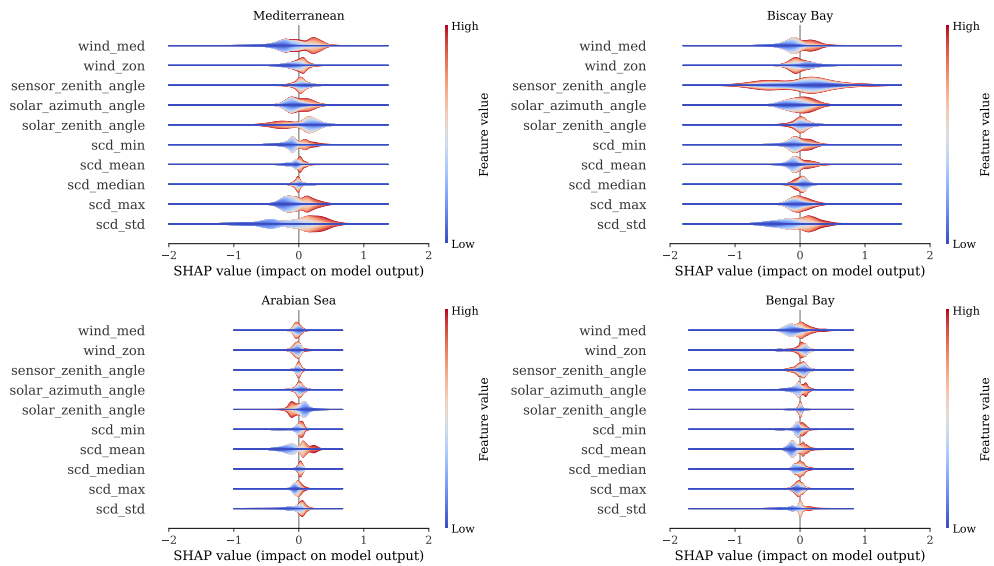 Mediterranean
High
wind_med
wind_zon
sensor_zenith_angle
solar_azimuth_angle
solar_zenith_angle
scd_min
scd_mean
scd_median
scd_max
scd_std
Feature value
Low
−2 −1 0 1 2
SHAP value (impact on model output)
Biscay Bay
High
wind_med
wind_zon
sensor_zenith_angle
solar_azimuth_angle
solar_zenith_angle
scd_min
scd_mean
scd_median
scd_max
scd_std
Feature value
Low
−2 −1 0 1 2
SHAP value (impact on model output)
Arabian Sea
High
wind_med
wind_zon
sensor_zenith_angle
solar_azimuth_angle
solar_zenith_angle
scd_min
scd_mean
scd_median
scd_max
scd_std
Feature value
Low
−2 −1 0 1 2
SHAP value (impact on model output)
Bengal Bay
High
wind_med
wind_zon
sensor_zenith_angle
solar_azimuth_angle
solar_zenith_angle
scd_min
scd_mean
scd_median
scd_max
scd_std
Feature value
Low
−2 −1 0 1 2
SHAP value (impact on model output)